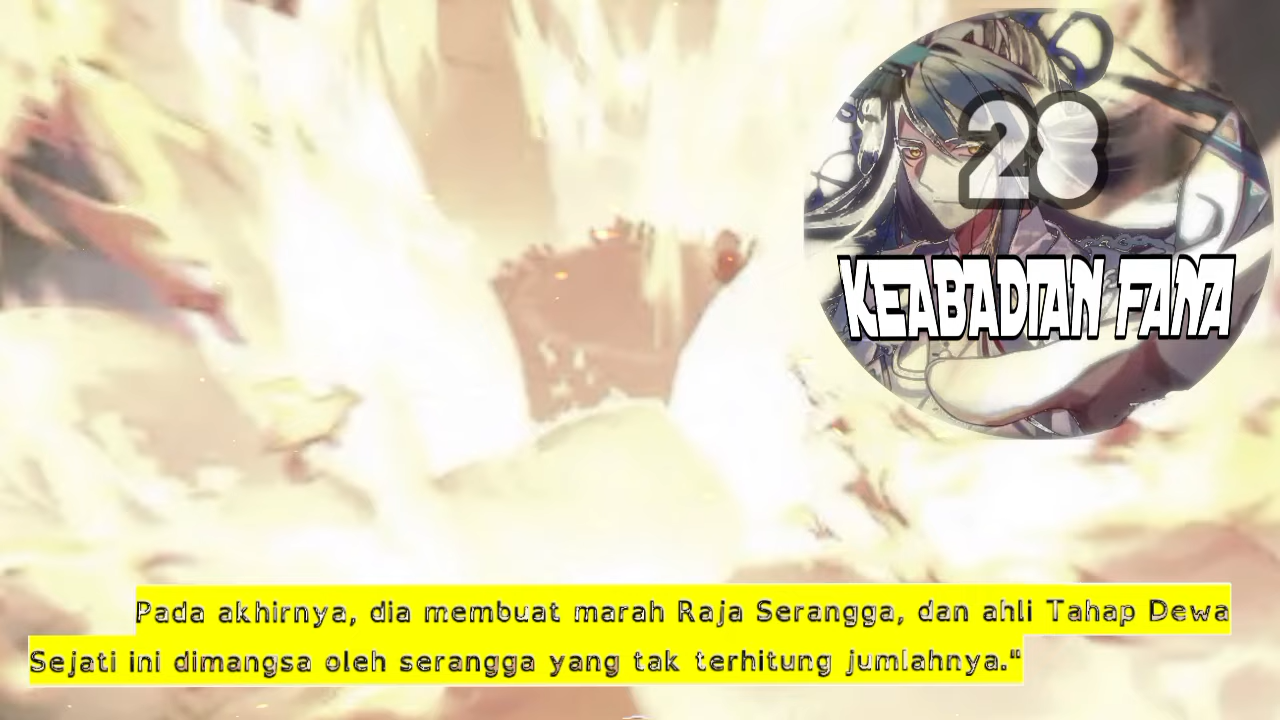 28
KEABADIAN FANA
Pada akhirnya, dia membuat marah Raja Serangga, dan ahli Tahap Dewa
Sejati ini dimangsa oleh serangga yang tak terhitung jumlahnya."